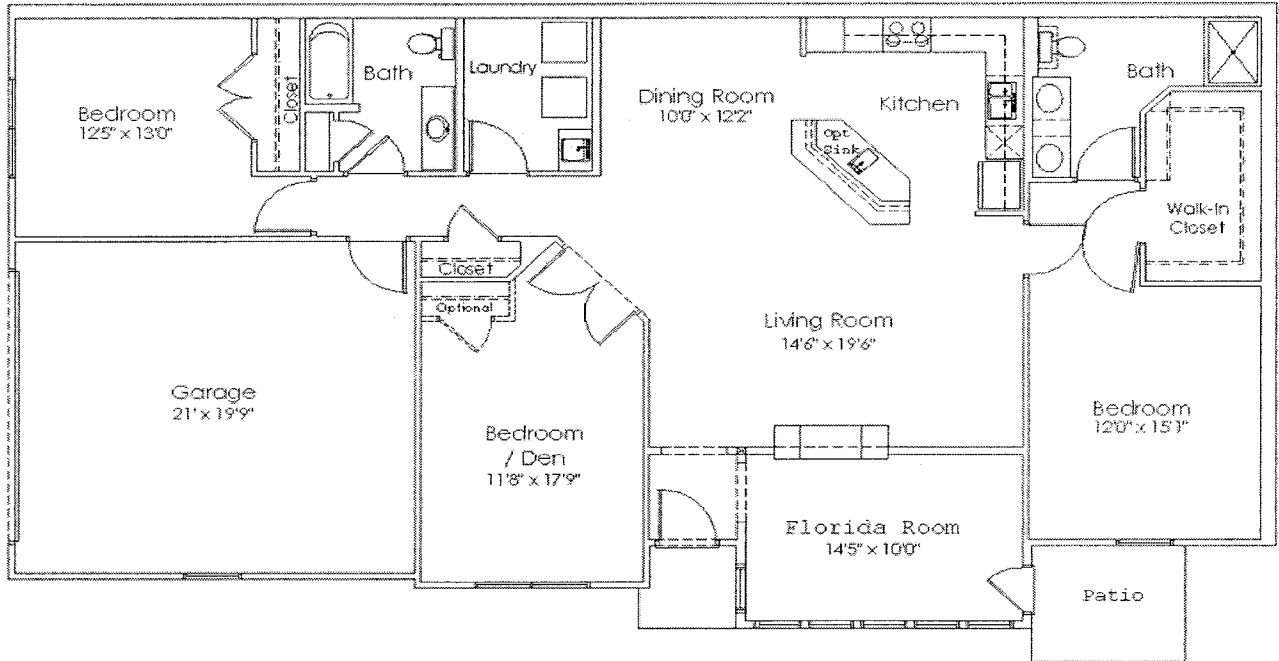 Bedroom
12'5" x 13'0"
Closet
Bath
Laundry
Dining Room
10'0" x 12'2"
Kitchen
Opt
Sink
Bath
Walk-In
Closet
Closet
Optional
Garage
21' x 19'9"
Bedroom
/ Den
11'8" x 17'9"
Living Room
14'6" x 19'6"
Bedroom
12'0" x 15'1"
Florida Room
14'5" x 10'0"
Patio